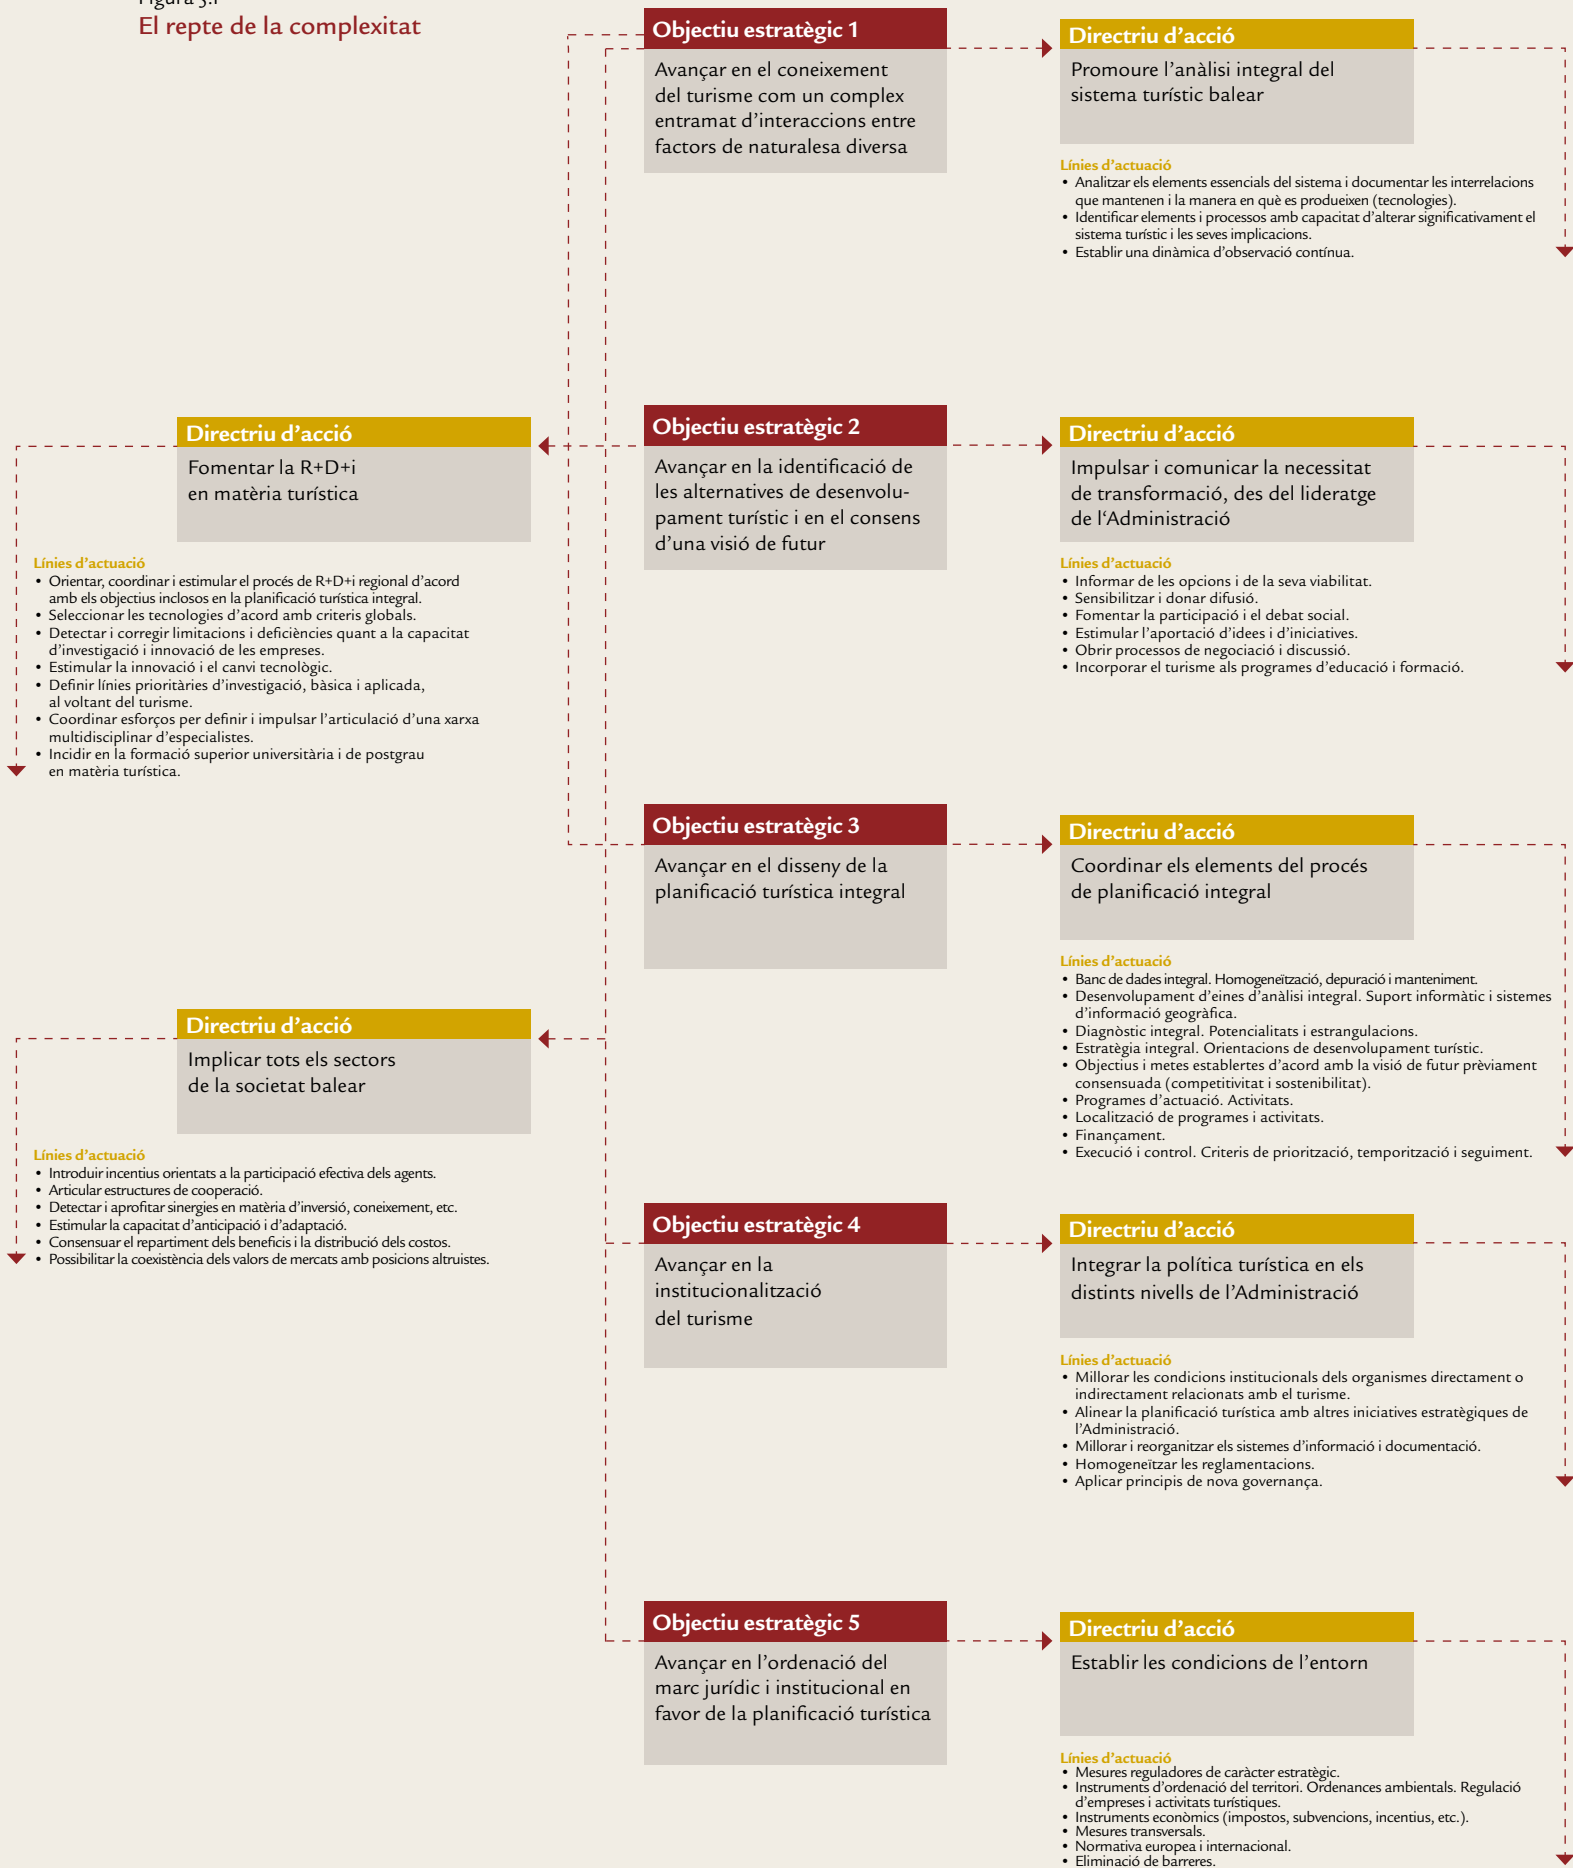 Figura 5.1
El repte de la complexitat
Objectiu estratègic 1
Avançar en el coneixement
del turisme com un complex
entramat d’interaccions entre
factors de naturalesa diversa
Directriu d’acció
Promoure l’anàlisi integral del
sistema turístic balear
Línies d’actuació
• Analitzar els elements essencials del sistema i documentar les interrelacions
que mantenen i la manera en què es produeixen (tecnologies).
• Identificar elements i processos amb capacitat d’alterar significativament el
sistema turístic i les seves implicacions.
• Establir una dinàmica d’observació contínua.
Directriu d’acció
Fomentar la R+D+i
en matèria turística
Línies d’actuació
• Orientar, coordinar i estimular el procés de R+D+i regional d’acord
amb els objectius inclosos en la planificació turística integral.
• Seleccionar les tecnologies d’acord amb criteris globals.
• Detectar i corregir limitacions i deficiències quant a la capacitat
d’investigació i innovació de les empreses.
• Estimular la innovació i el canvi tecnològic.
• Definir línies prioritàries d’investigació, bàsica i aplicada,
al voltant del turisme.
• Coordinar esforços per definir i impulsar l’articulació d’una xarxa
multidisciplinar d’especialistes.
• Incidir en la formació superior universitària i de postgrau
en matèria turística.
Objectiu estratègic 2
Avançar en la identificació de
les alternatives de desenvolu-
pament turístic i en el consens
d’una visió de futur
Directriu d’acció
Impulsar i comunicar la necessitat
de transformació, des del lideratge
de l‘Administració
Línies d’actuació
• Informar de les opcions i de la seva viabilitat.
• Sensibilitzar i donar difusió.
• Fomentar la participació i el debat social.
• Estimular l’aportació d’idees i d’iniciatives.
• Obrir processos de negociació i discussió.
• Incorporar el turisme als programes d’educació i formació.
Objectiu estratègic 3
Avançar en el disseny de la
planificació turística integral
Directriu d’acció
Coordinar els elements del procés
de planificació integral
Línies d’actuació
• Banc de dades integral. Homogeneïtzació, depuració i manteniment.
• Desenvolupament d’eines d’anàlisi integral. Suport informàtic i sistemes
d’informació geogràfica.
• Diagnòstic integral. Potencialitats i estrangulacions.
• Estratègia integral. Orientacions de desenvolupament turístic.
• Objectius i metes establertes d’acord amb la visió de futur prèviament
consensuada (competitivitat i sostenibilitat).
• Programes d’actuació. Activitats.
• Localització de programes i activitats.
• Finançament.
• Execució i control. Criteris de priorització, temporització i seguiment.
Directriu d’acció
Implicar tots els sectors
de la societat balear
Línies d’actuació
• Introduir incentius orientats a la participació efectiva dels agents.
• Articular estructures de cooperació.
• Detectar i aprofitar sinergies en matèria d’inversió, coneixement, etc.
• Estimular la capacitat d’anticipació i d’adaptació.
• Consensuar el repartiment dels beneficis i la distribució dels costos.
• Possibilitar la coexistència dels valors de mercats amb posicions altruistes.
Objectiu estratègic 4
Avançar en la
institucionalització
del turisme
Directriu d’acció
Integrar la política turística en els
distints nivells de l’Administració
Línies d’actuació
• Millorar les condicions institucionals dels organismes directament o
indirectament relacionats amb el turisme.
• Alinear la planificació turística amb altres iniciatives estratègiques de
l’Administració.
• Millorar i reorganitzar els sistemes d’informació i documentació.
• Homogeneïtzar les reglamentacions.
• Aplicar principis de nova governança.
Objectiu estratègic 5
Avançar en l’ordenació del
marc jurídic i institucional en
favor de la planificació turística
Directriu d’acció
Establir les condicions de l’entorn
Línies d’actuació
• Mesures reguladores de caràcter estratègic.
• Instruments d’ordenació del territori. Ordenances ambientals. Regulació
d’empreses i activitats turístiques.
• Instruments econòmics (impostos, subvencions, incentius, etc.).
• Mesures transversals.
• Normativa europea i internacional.
• Eliminació de barreres.